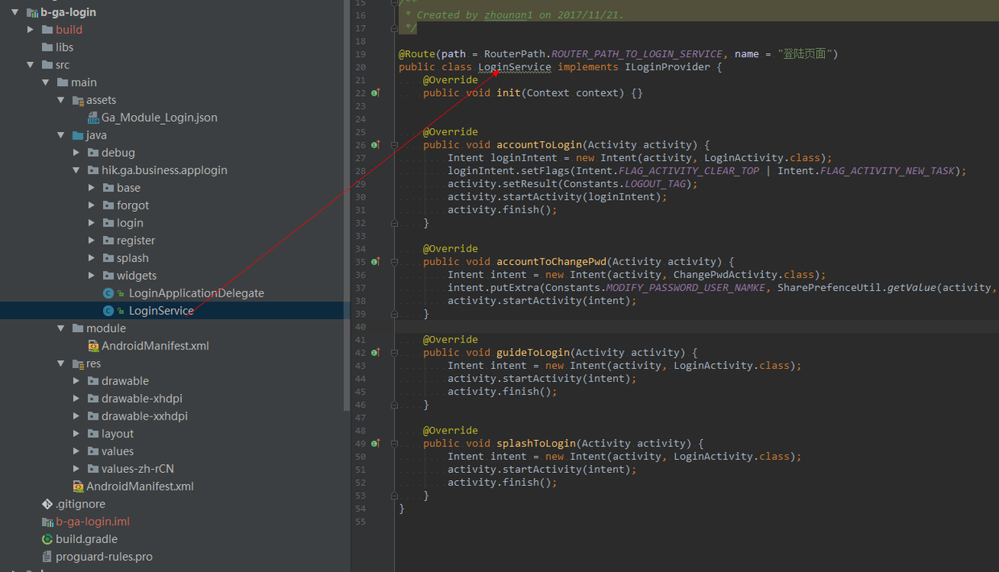 b-ga-login
build
libs
src
main
assets
Ga_Module_Login.json
java
debug
hik.ga.business.applogin
base
forgot
login
register
splash
widgets
LoginApplicationDelegate
LoginService
module
AndroidManifest.xml
res
drawable
drawable-xhdpi
drawable-xxhdpi
layout
values
values-zh-rCN
AndroidManifest.xml
.gitignore
b-ga-login.iml
build.gradle
proguard-rules.pro
15 /**
16 * Created by zhounan1 on 2017/11/21.
17 */
18
19 @Route(path = RouterPath.ROUTER_PATH_TO_LOGIN_SERVICE, name = "登陆页面")
20 public class LoginService implements ILoginProvider {
21 @Override
22 public void init(Context context) {}
23
24
25 @Override
26 public void accountToLogin(Activity activity) {
27 Intent loginIntent = new Intent(activity, LoginActivity.class);
28 loginIntent.setFlags(Intent.FLAG_ACTIVITY_CLEAR_TOP | Intent.FLAG_ACTIVITY_NEW_TASK);
29 activity.setResult(Constants.LOGOUT_TAG);
30 activity.startActivity(loginIntent);
31 activity.finish();
32 }
33
34 @Override
35 public void accountToChangePwd(Activity activity) {
36 Intent intent = new Intent(activity, ChangePwdActivity.class);
37 intent.putExtra(Constants.MODIFY_PASSWORD_USER_NAMKE, SharePrefenceUtil.getValue(activity,
38 activity.startActivity(intent);
39 }
40
41 @Override
42 public void guideToLogin(Activity activity) {
43 Intent intent = new Intent(activity, LoginActivity.class);
44 activity.startActivity(intent);
45 activity.finish();
46 }
47
48 @Override
49 public void splashToLogin(Activity activity) {
50 Intent intent = new Intent(activity, LoginActivity.class);
51 activity.startActivity(intent);
52 activity.finish();
53 }
54 }
55